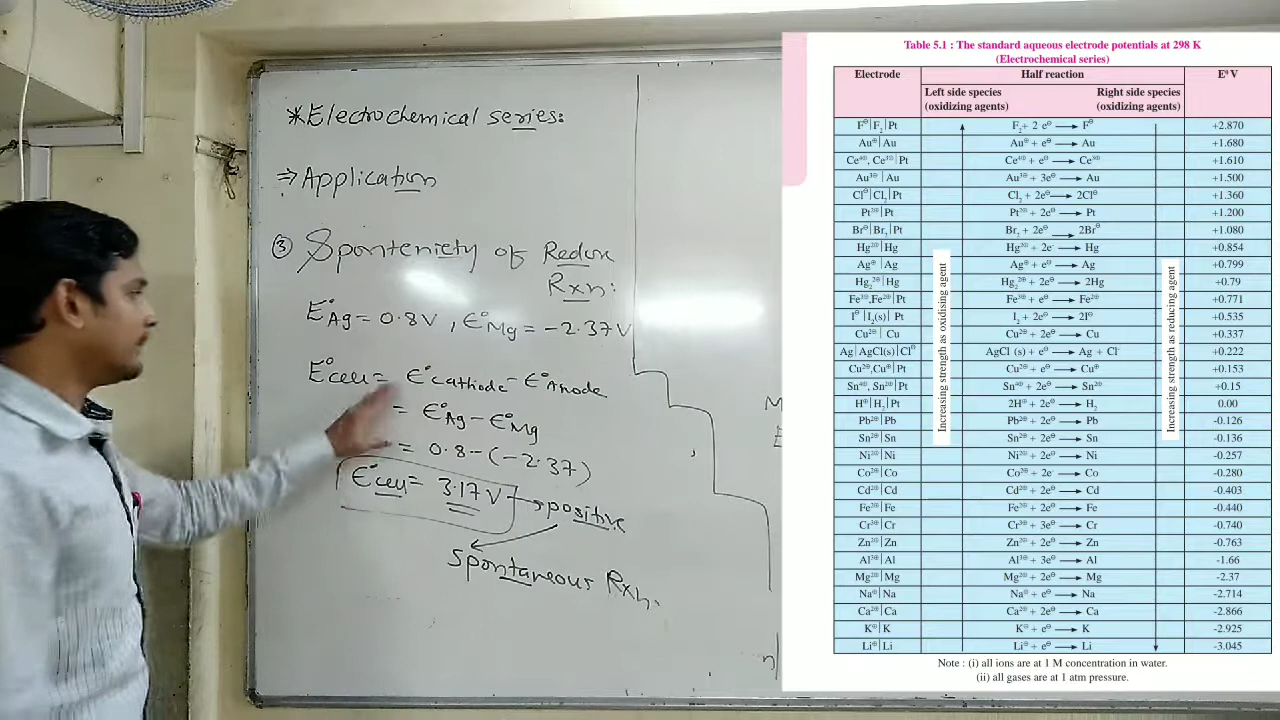 *Electrochemical series:
⇒ Application
③ Sponteniety of Redox
Rxn:
E°Ag = 0.8V, E°Mg = -2.37V
E°cell = E°Cathode - E°Anode
= E°Ag - E°Mg
= 0.8 - (-2.37)
E°cell = 3.17 V → positive
spontaneous Rxn.
M
E
n)
Table 5.1 : The standard aqueous electrode potentials at 298 K
(Electrochemical series)
Electrode Half reaction E° V
Left side species Right side species
(oxidizing agents) (oxidizing agents)
F⊖|F₂|Pt F₂ + 2 e⊖ → F⊖ +2.870
Au⊕|Au Au⊕ + e⊖ → Au +1.680
Ce⁴⊕, Ce³⊕|Pt Ce⁴⊕ + e⊖ → Ce³⊕ +1.610
Au³⊕|Au Au³⊕ + 3e⊖ → Au +1.500
Cl⊖|Cl₂|Pt Cl₂ + 2e⊖ → 2Cl⊖ +1.360
Pt²⊕|Pt Pt²⊕ + 2e⊖ → Pt +1.200
Br⊖|Br₂|Pt Br₂ + 2e⊖ → 2Br⊖ +1.080
Hg²⊕|Hg Hg²⊕ + 2e⁻ → Hg +0.854
Ag⊕|Ag Ag⊕ + e⊖ → Ag +0.799
Hg₂²⊕|Hg Hg₂²⊕ + 2e⊖ → 2Hg +0.79
Fe³⊕,Fe²⊕|Pt Fe³⊕ + e⊖ → Fe²⊕ +0.771
I⊖|I₂(s)|Pt I₂ + 2e⊖ → 2I⊖ +0.535
Cu²⊕|Cu Cu²⊕ + 2e⊖ → Cu +0.337
Ag|AgCl(s)|Cl⊖ AgCl (s) + e⊖ → Ag + Cl⁻ +0.222
Cu²⊕,Cu⊕|Pt Cu²⊕ + e⊖ → Cu⊕ +0.153
Sn⁴⊕, Sn²⊕|Pt Sn⁴⊕ + 2e⊖ → Sn²⊕ +0.15
H⊕|H₂|Pt 2H⊕ + 2e⊖ → H₂ 0.00
Pb²⊕|Pb Pb²⊕ + 2e⊖ → Pb -0.126
Sn²⊕|Sn Sn²⊕ + 2e⊖ → Sn -0.136
Ni²⊕|Ni Ni²⊕ + 2e⊖ → Ni -0.257
Co²⊕|Co Co²⊕ + 2e⁻ → Co -0.280
Cd²⊕|Cd Cd²⊕ + 2e⊖ → Cd -0.403
Fe²⊕|Fe Fe²⊕ + 2e⊖ → Fe -0.440
Cr³⊕|Cr Cr³⊕ + 3e⊖ → Cr -0.740
Zn²⊕|Zn Zn²⊕ + 2e⊖ → Zn -0.763
Al³⊕|Al Al³⊕ + 3e⊖ → Al -1.66
Mg²⊕|Mg Mg²⊕ + 2e⊖ → Mg -2.37
Na⊕|Na Na⊕ + e⊖ → Na -2.714
Ca²⊕|Ca Ca²⊕ + 2e⊖ → Ca -2.866
K⊕|K K⊕ + e⊖ → K -2.925
Li⊕|Li Li⊕ + e⊖ → Li -3.045
Increasing strength as oxidising agent
Increasing strength as reducing agent
Note : (i) all ions are at 1 M concentration in water.
(ii) all gases are at 1 atm pressure.